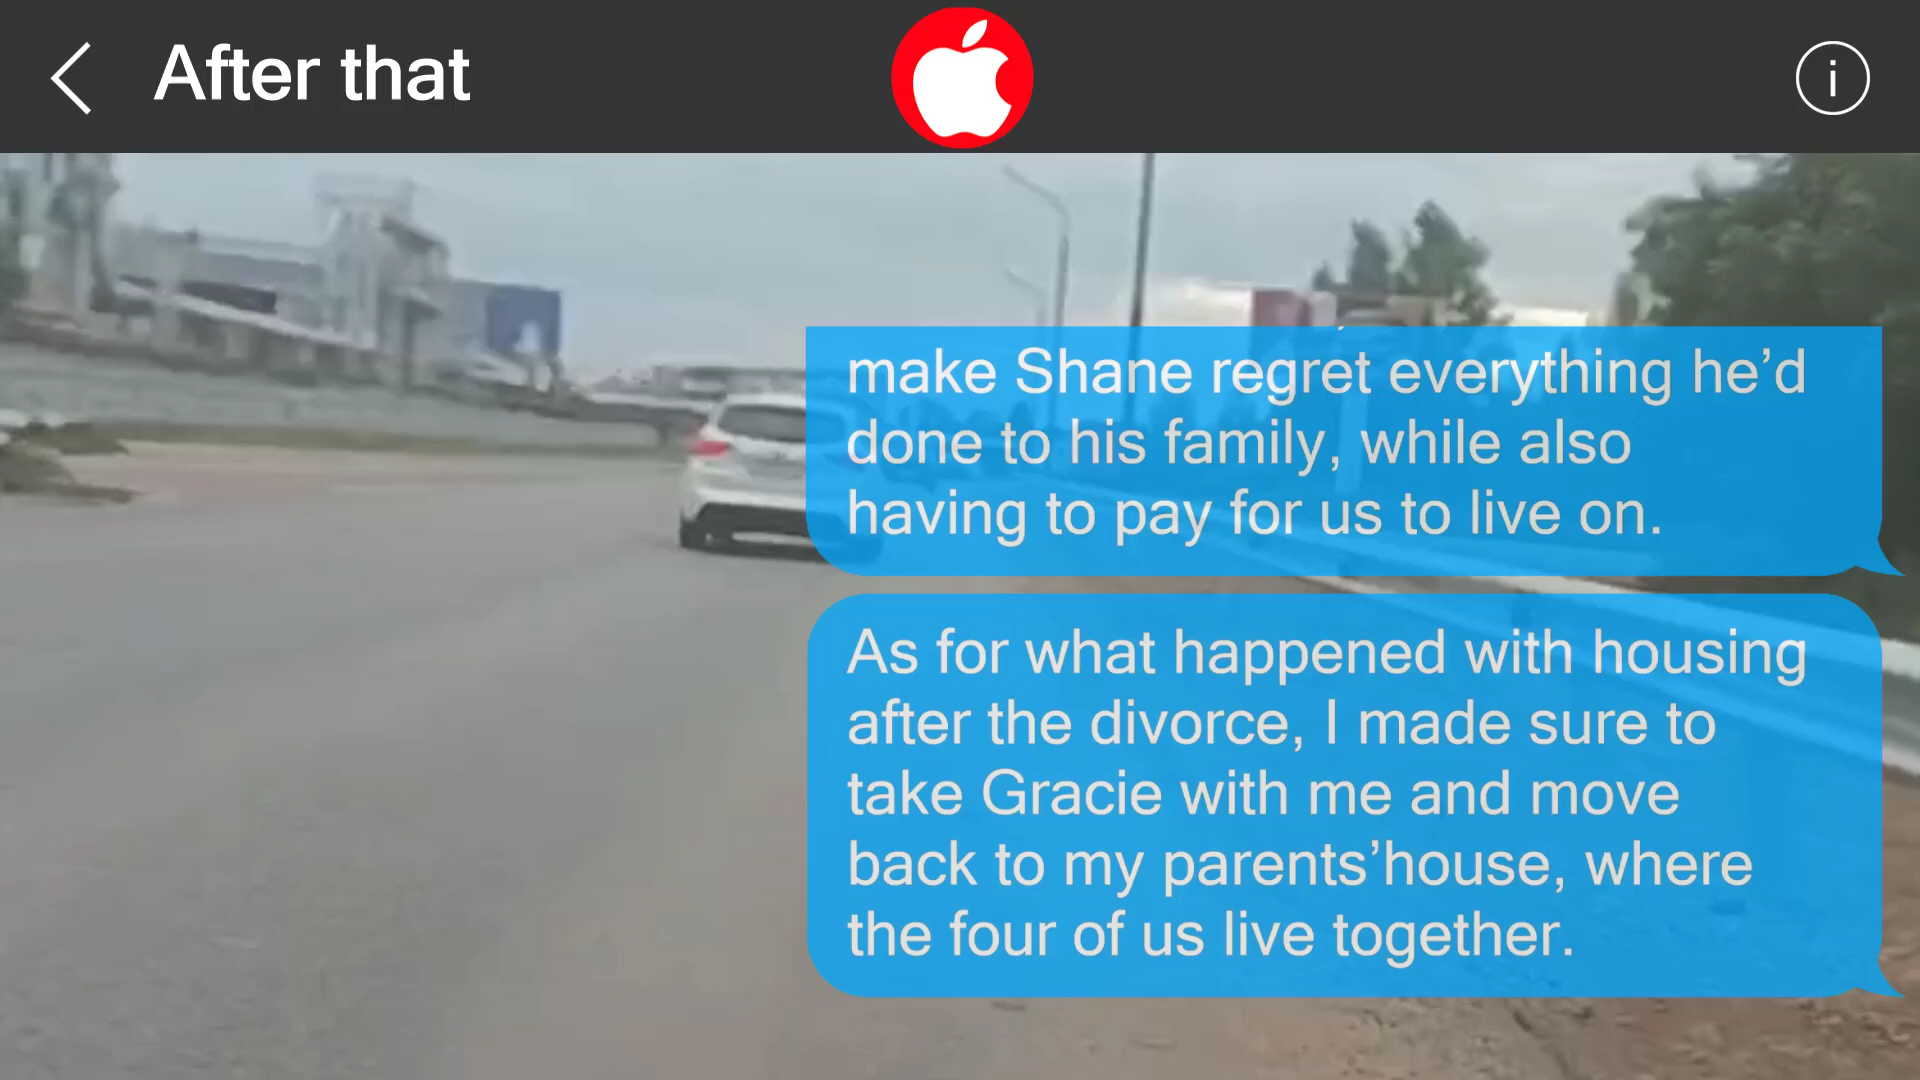 After that
make Shane regret everything he’d
done to his family, while also
having to pay for us to live on.
As for what happened with housing
after the divorce, I made sure to
take Gracie with me and move
back to my parents’house, where
the four of us live together.